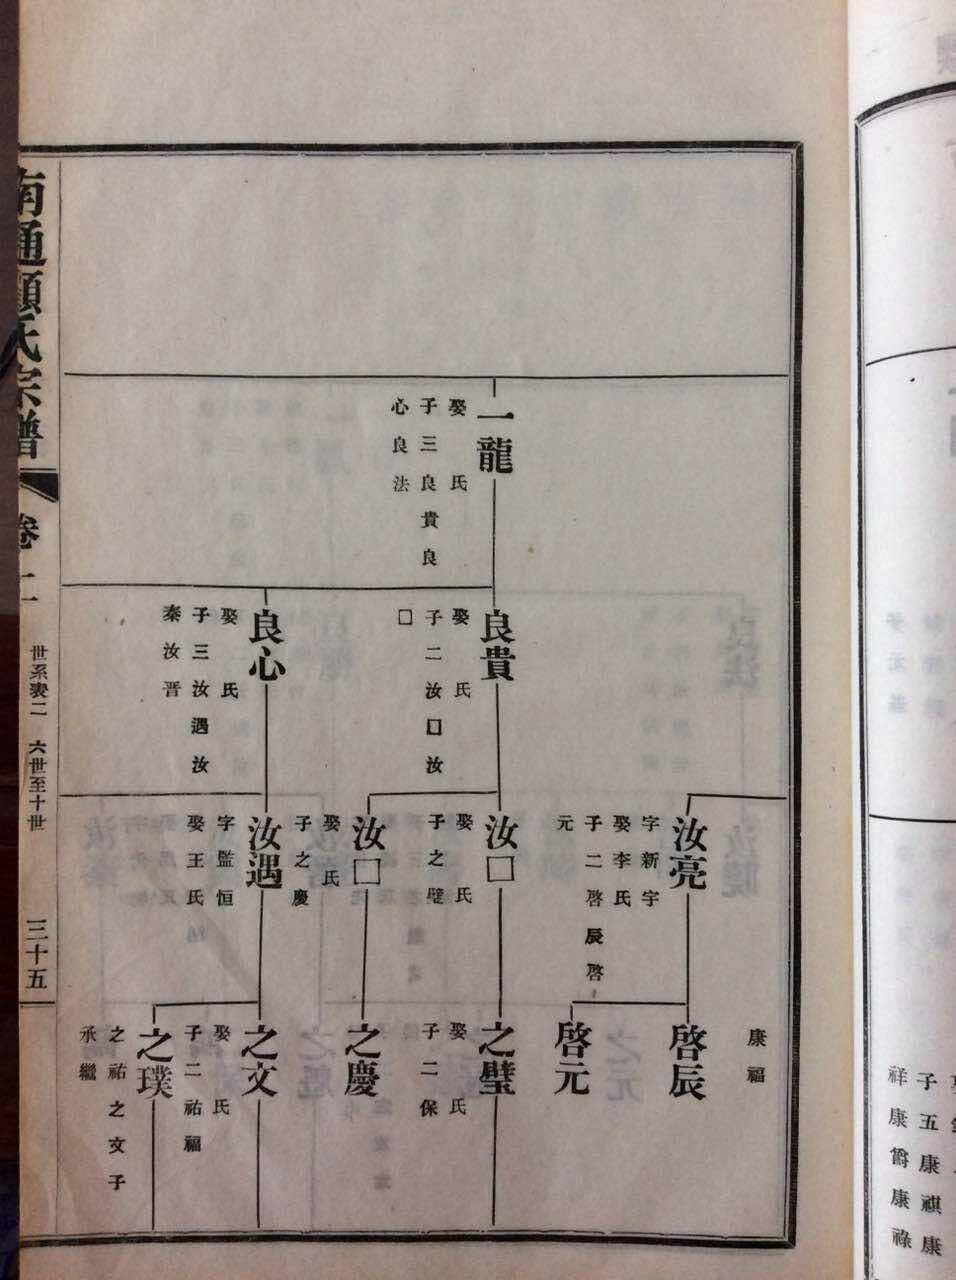 一龍
娶氏
子三良貴良
心良法
良貴
娶氏
子二汝□汝
□
良心
娶氏
子三汝遇汝
秦汝晋
汝亮
字新宇
娶李氏
子二啓辰啓
元
汝□
娶氏
子之璧
汝□
娶氏
子之慶
汝遇
字監恒
娶王氏
康福
啓辰
啓元
之璧
娶氏
子二保
之慶
之文
娶氏
子二祐福
之璞
之祐之文子
承繼
南通顧氏宗譜
卷二
世系表二 六世至十世
三十五
子五康祺康
祥康爵康祿